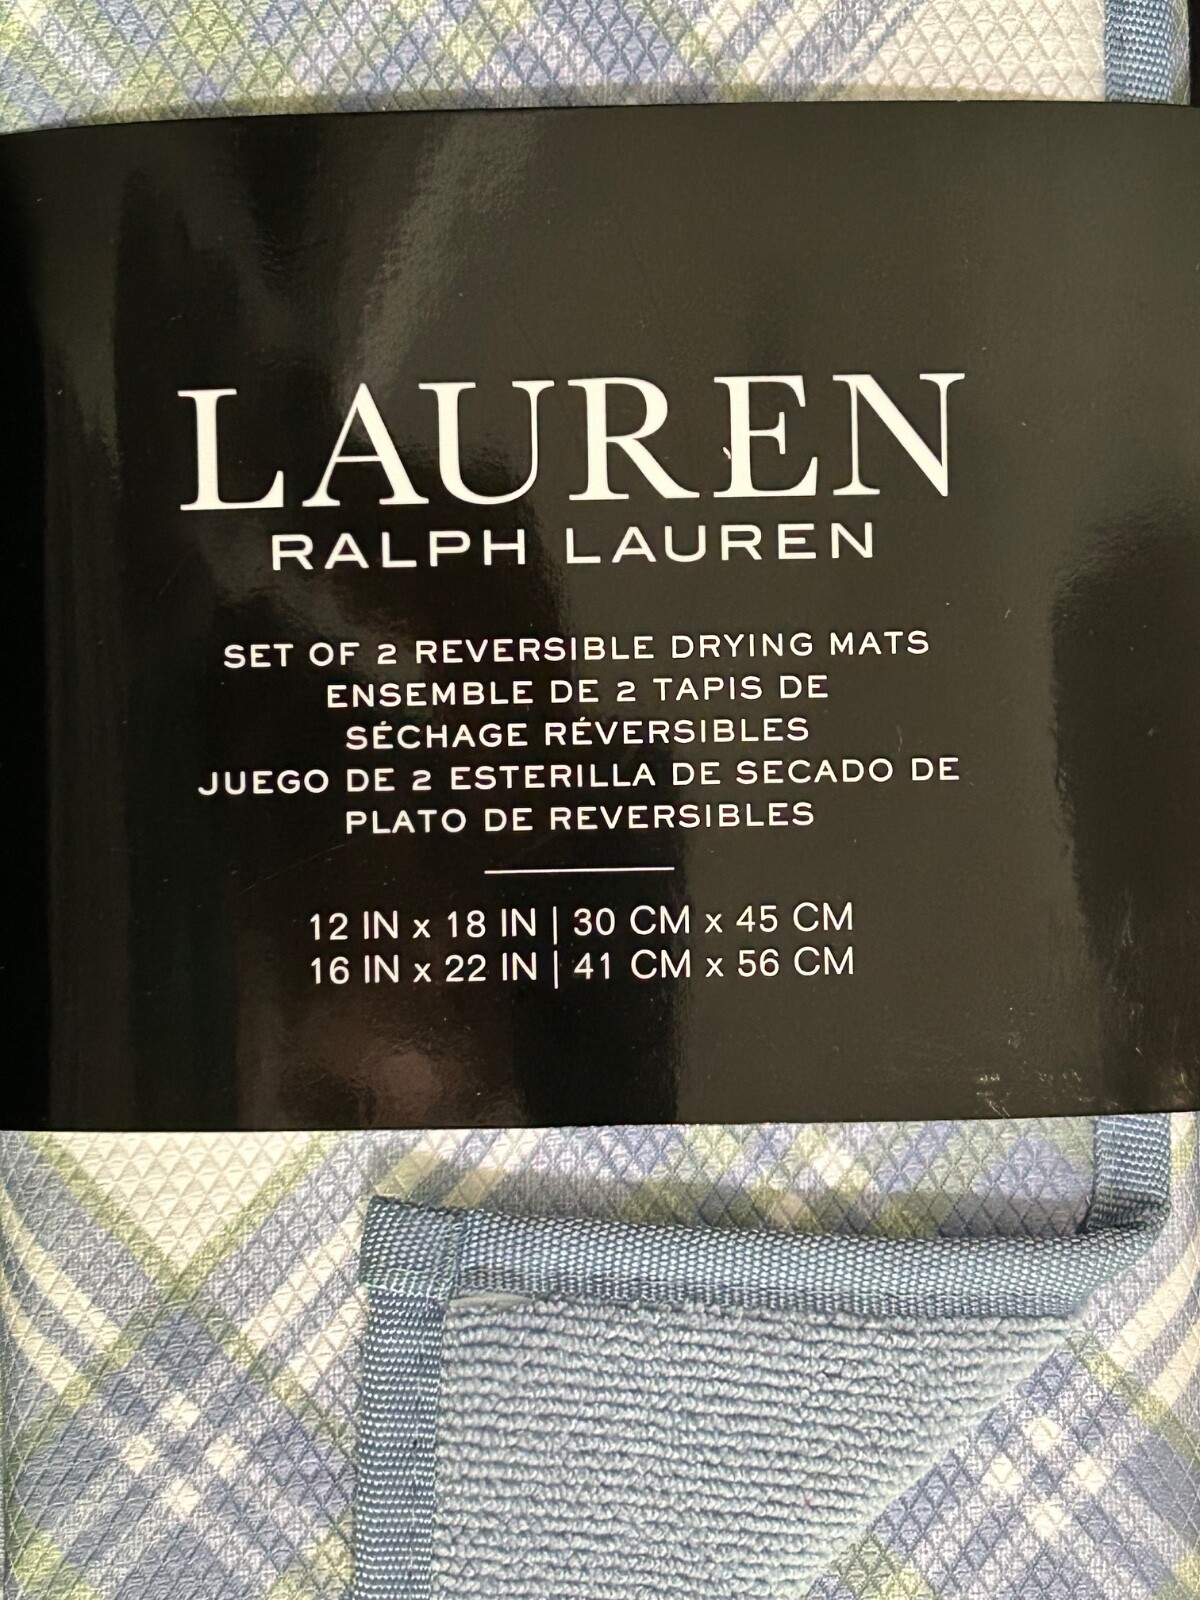 LAUREN
RALPH LAUREN
SET OF 2 REVERSIBLE DRYING MATS
ENSEMBLE DE 2 TAPIS DE
SÉCHAGE RÉVERSIBLES
JUEGO DE 2 ESTERILLA DE SECADO DE
PLATO DE REVERSIBLES
12 IN x 18 IN | 30 CM x 45 CM
16 IN x 22 IN | 41 CM x 56 CM